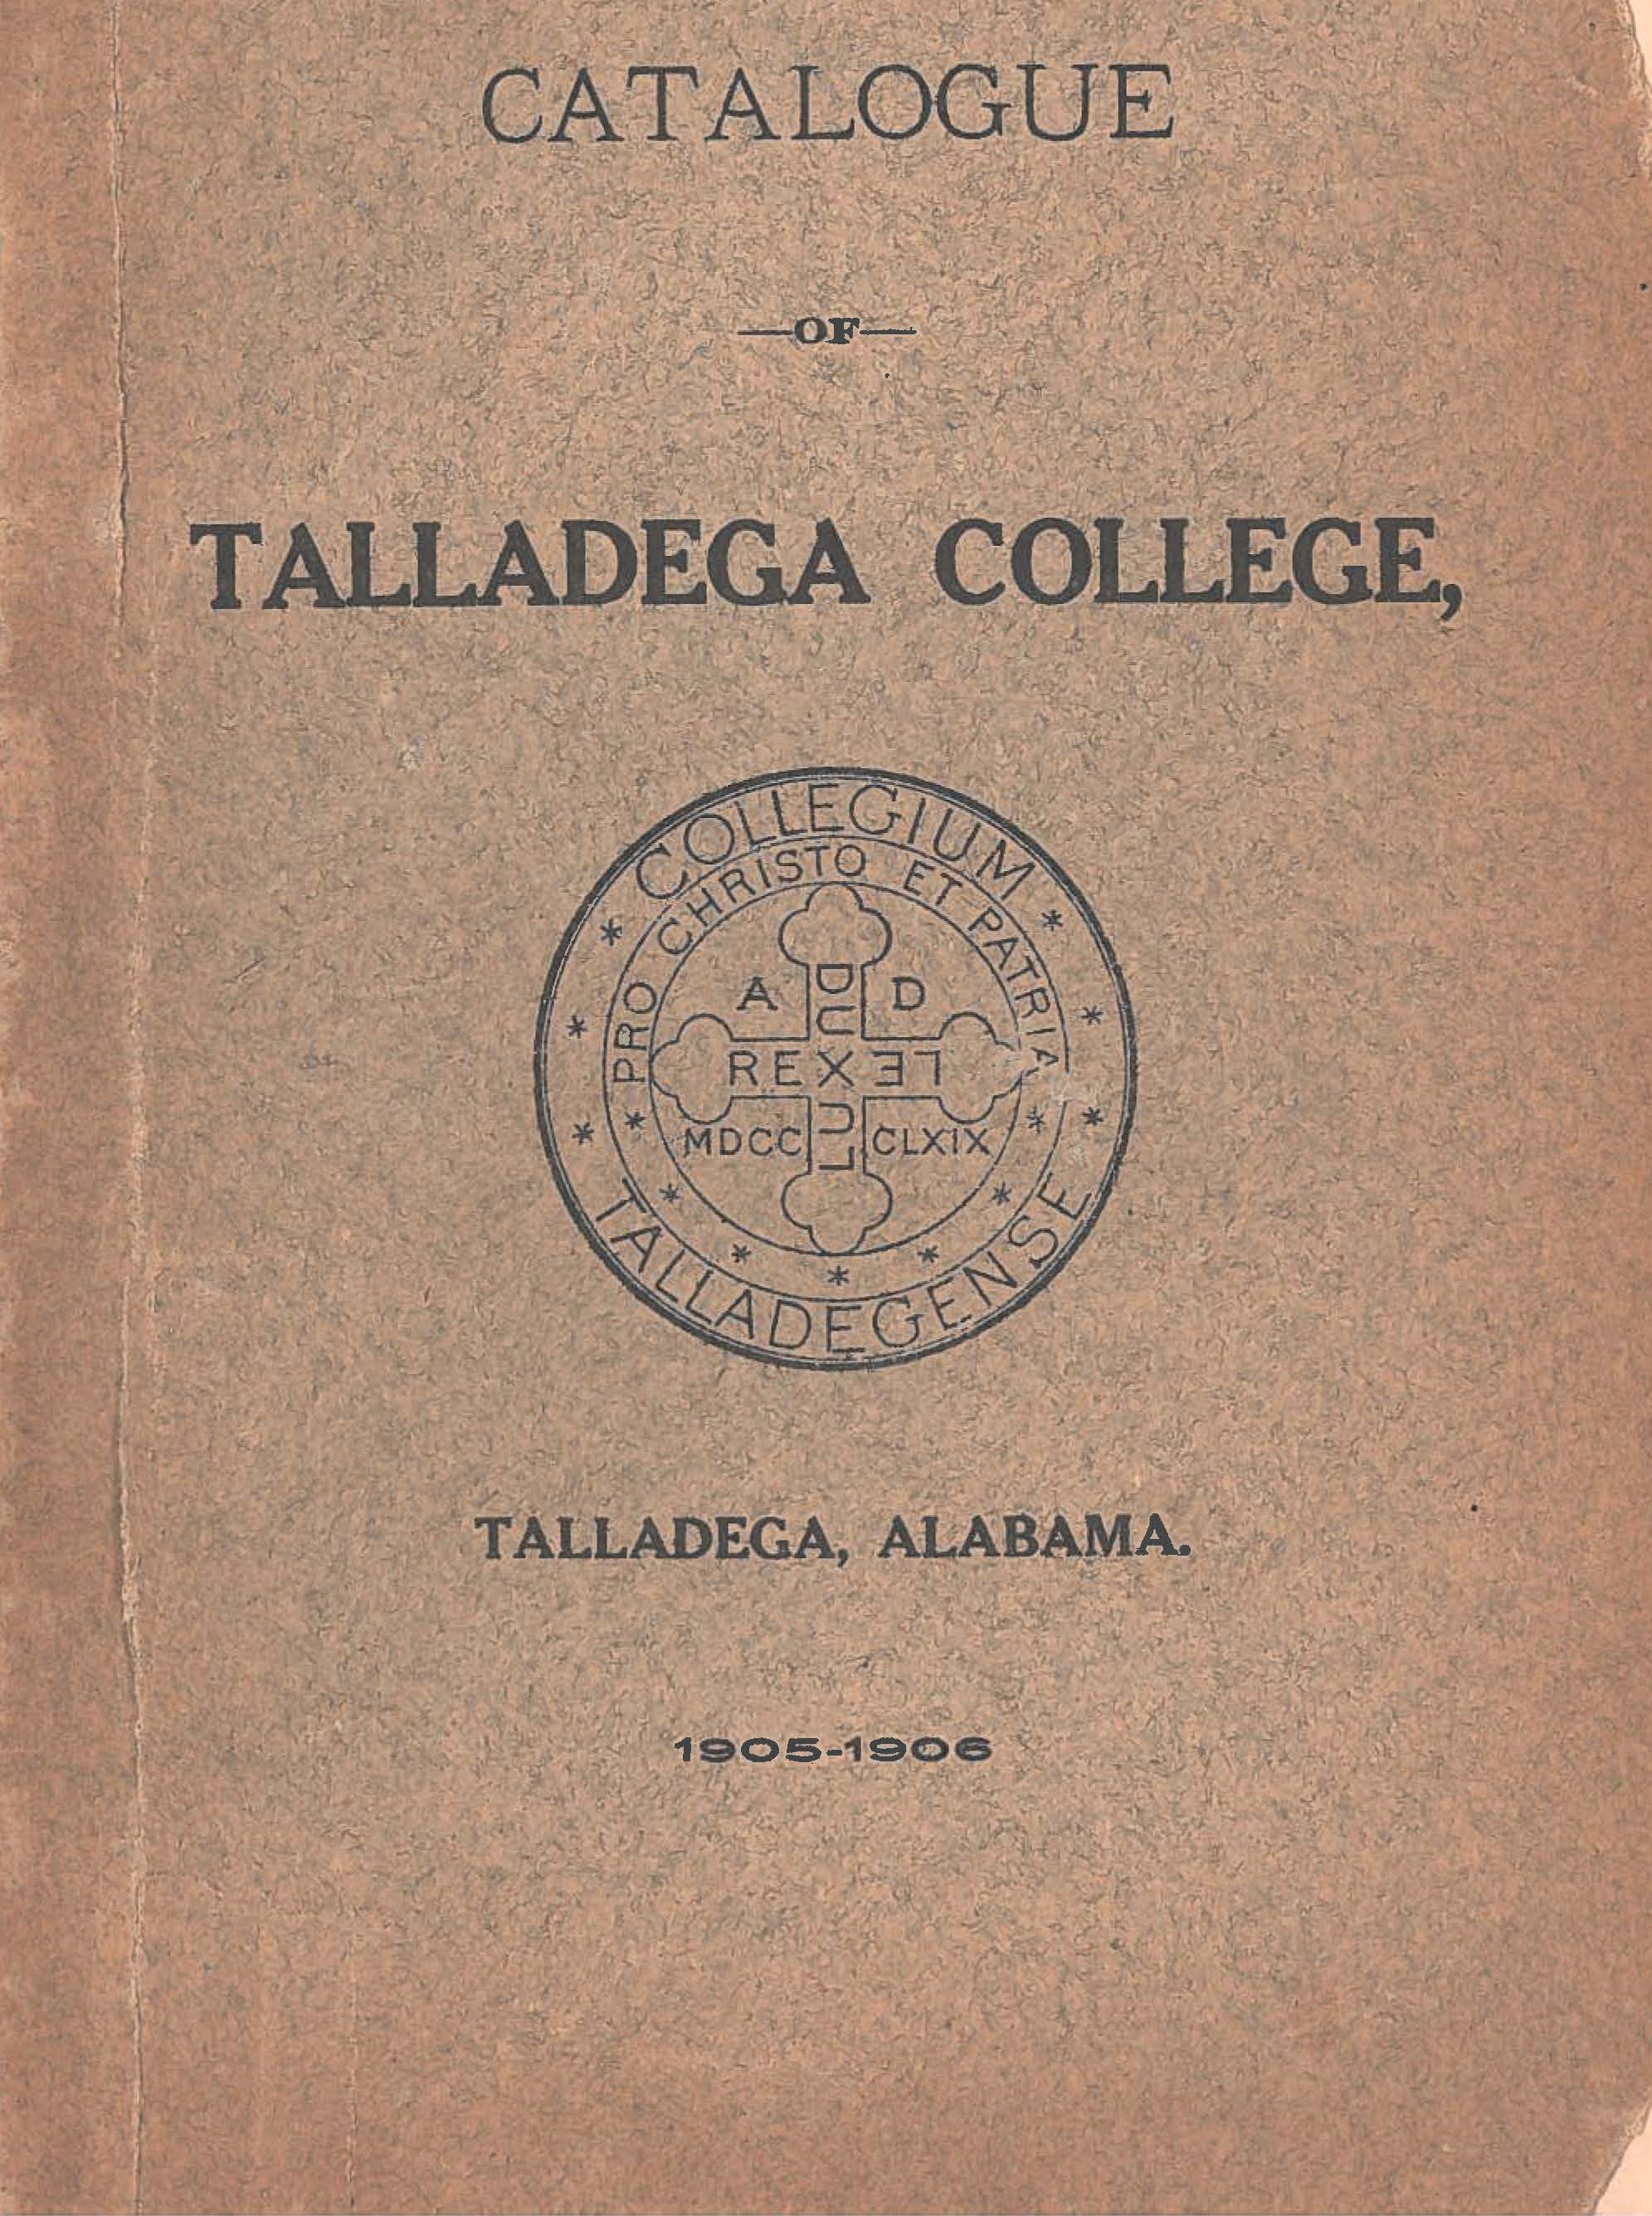 CATALOGUE
—OF—
TALLADEGA COLLEGE,
* COLLEGIUM *
PRO CHRISTO ET PATRIA
A D
DUX
REX
LEX
LUX
MDCC CLXIX
TALLADEGENSE
TALLADEGA, ALABAMA.
1905-1906